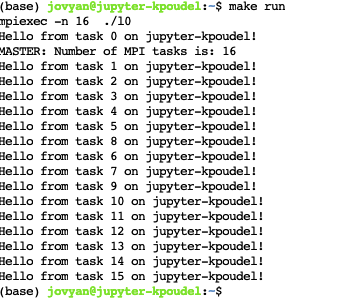 (base) jovyan@jupyter-kpoudel:~$ make run
mpiexec -n 16  ./10
Hello from task 0 on jupyter-kpoudel!
MASTER: Number of MPI tasks is: 16
Hello from task 1 on jupyter-kpoudel!
Hello from task 2 on jupyter-kpoudel!
Hello from task 3 on jupyter-kpoudel!
Hello from task 4 on jupyter-kpoudel!
Hello from task 5 on jupyter-kpoudel!
Hello from task 8 on jupyter-kpoudel!
Hello from task 6 on jupyter-kpoudel!
Hello from task 7 on jupyter-kpoudel!
Hello from task 9 on jupyter-kpoudel!
Hello from task 10 on jupyter-kpoudel!
Hello from task 11 on jupyter-kpoudel!
Hello from task 12 on jupyter-kpoudel!
Hello from task 13 on jupyter-kpoudel!
Hello from task 14 on jupyter-kpoudel!
Hello from task 15 on jupyter-kpoudel!
(base) jovyan@jupyter-kpoudel:~$